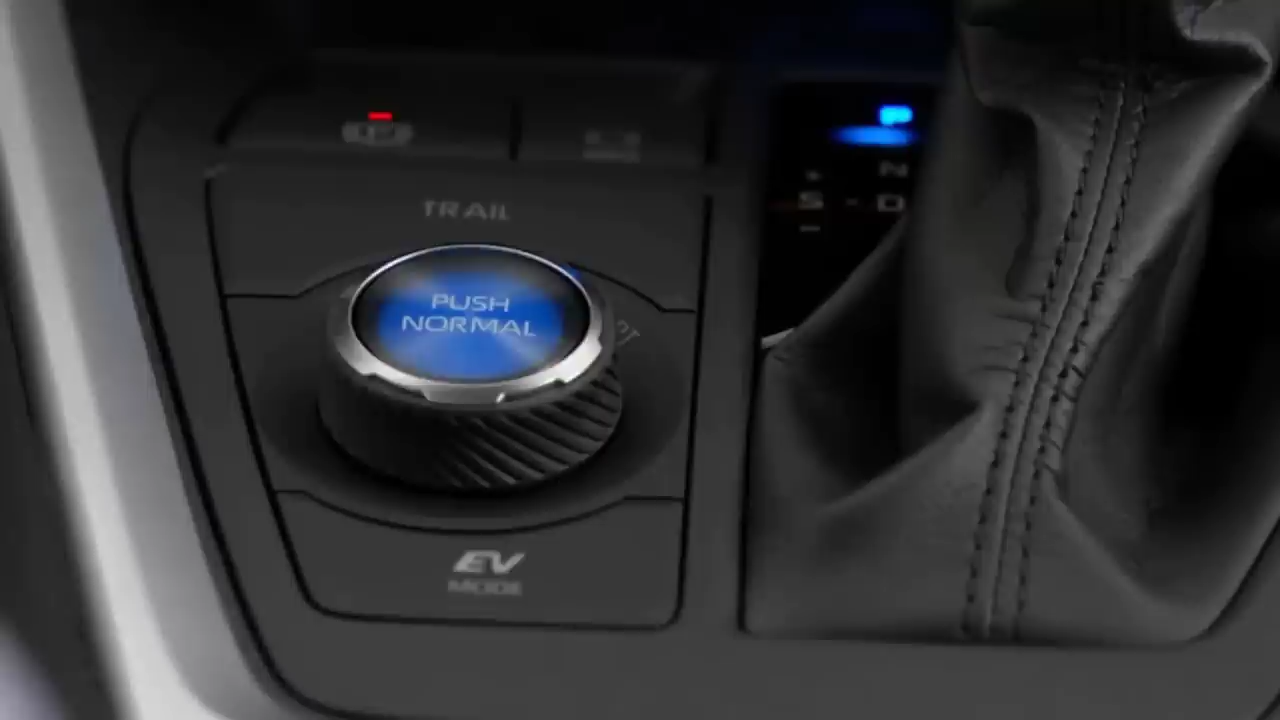 P
TRAIL
N
+
S - D
−
PUSH
NORMAL
EV
MODE